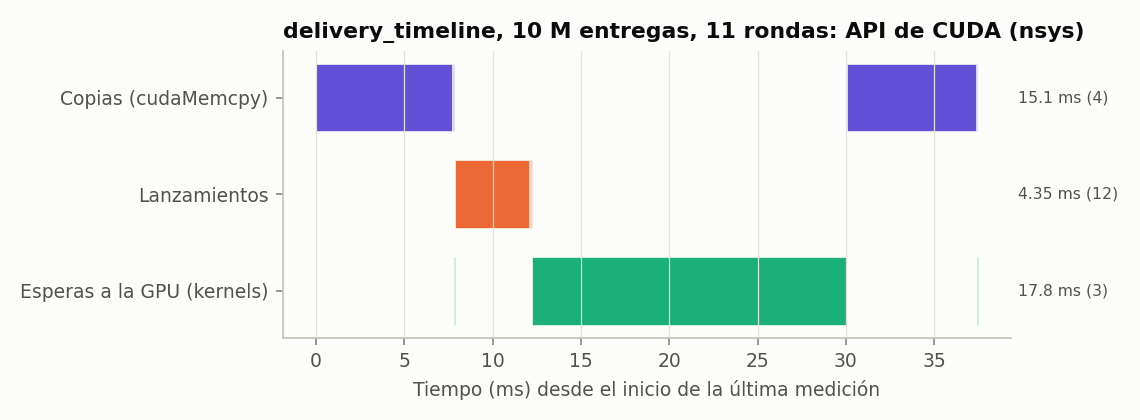 delivery_timeline, 10 M entregas, 11 rondas: API de CUDA (nsys)
Copias (cudaMemcpy)
15.1 ms (4)
Lanzamientos
4.35 ms (12)
Esperas a la GPU (kernels)
17.8 ms (3)
0 5 10 15 20 25 30 35
Tiempo (ms) desde el inicio de la última medición